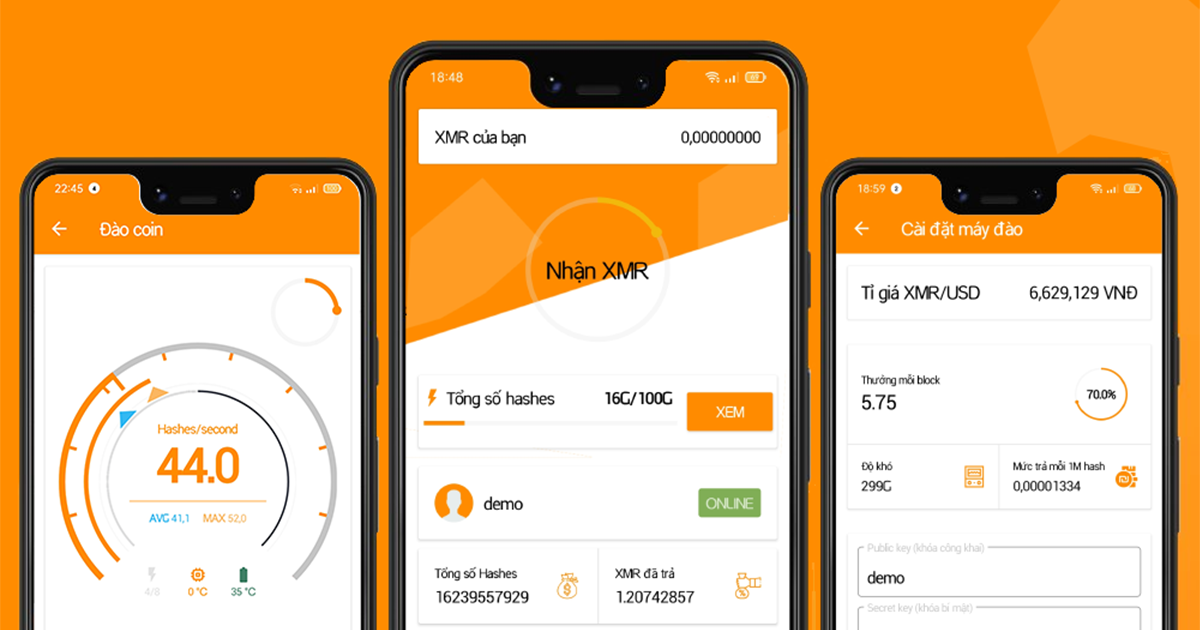 22:45
Đào coin
Hashes/second
44.0
AVG 41,1 MAX 52,0
4/8 0 °C 35 °C
18:48
XMR của bạn 0,00000000
Nhận XMR
Tổng số hashes 16G/100G XEM
demo ONLINE
Tổng số Hashes XMR đã trả
16239557929 1.20742857
18:59
Cài đặt máy đào
Tỉ giá XMR/USD 6,629,129 VNĐ
Thưởng mỗi block
5.75 70.0%
Độ khó Mức trả mỗi 1M hash
299G 0,00001334
Public key (khóa công khai)
demo
Secret key (khóa bí mật)